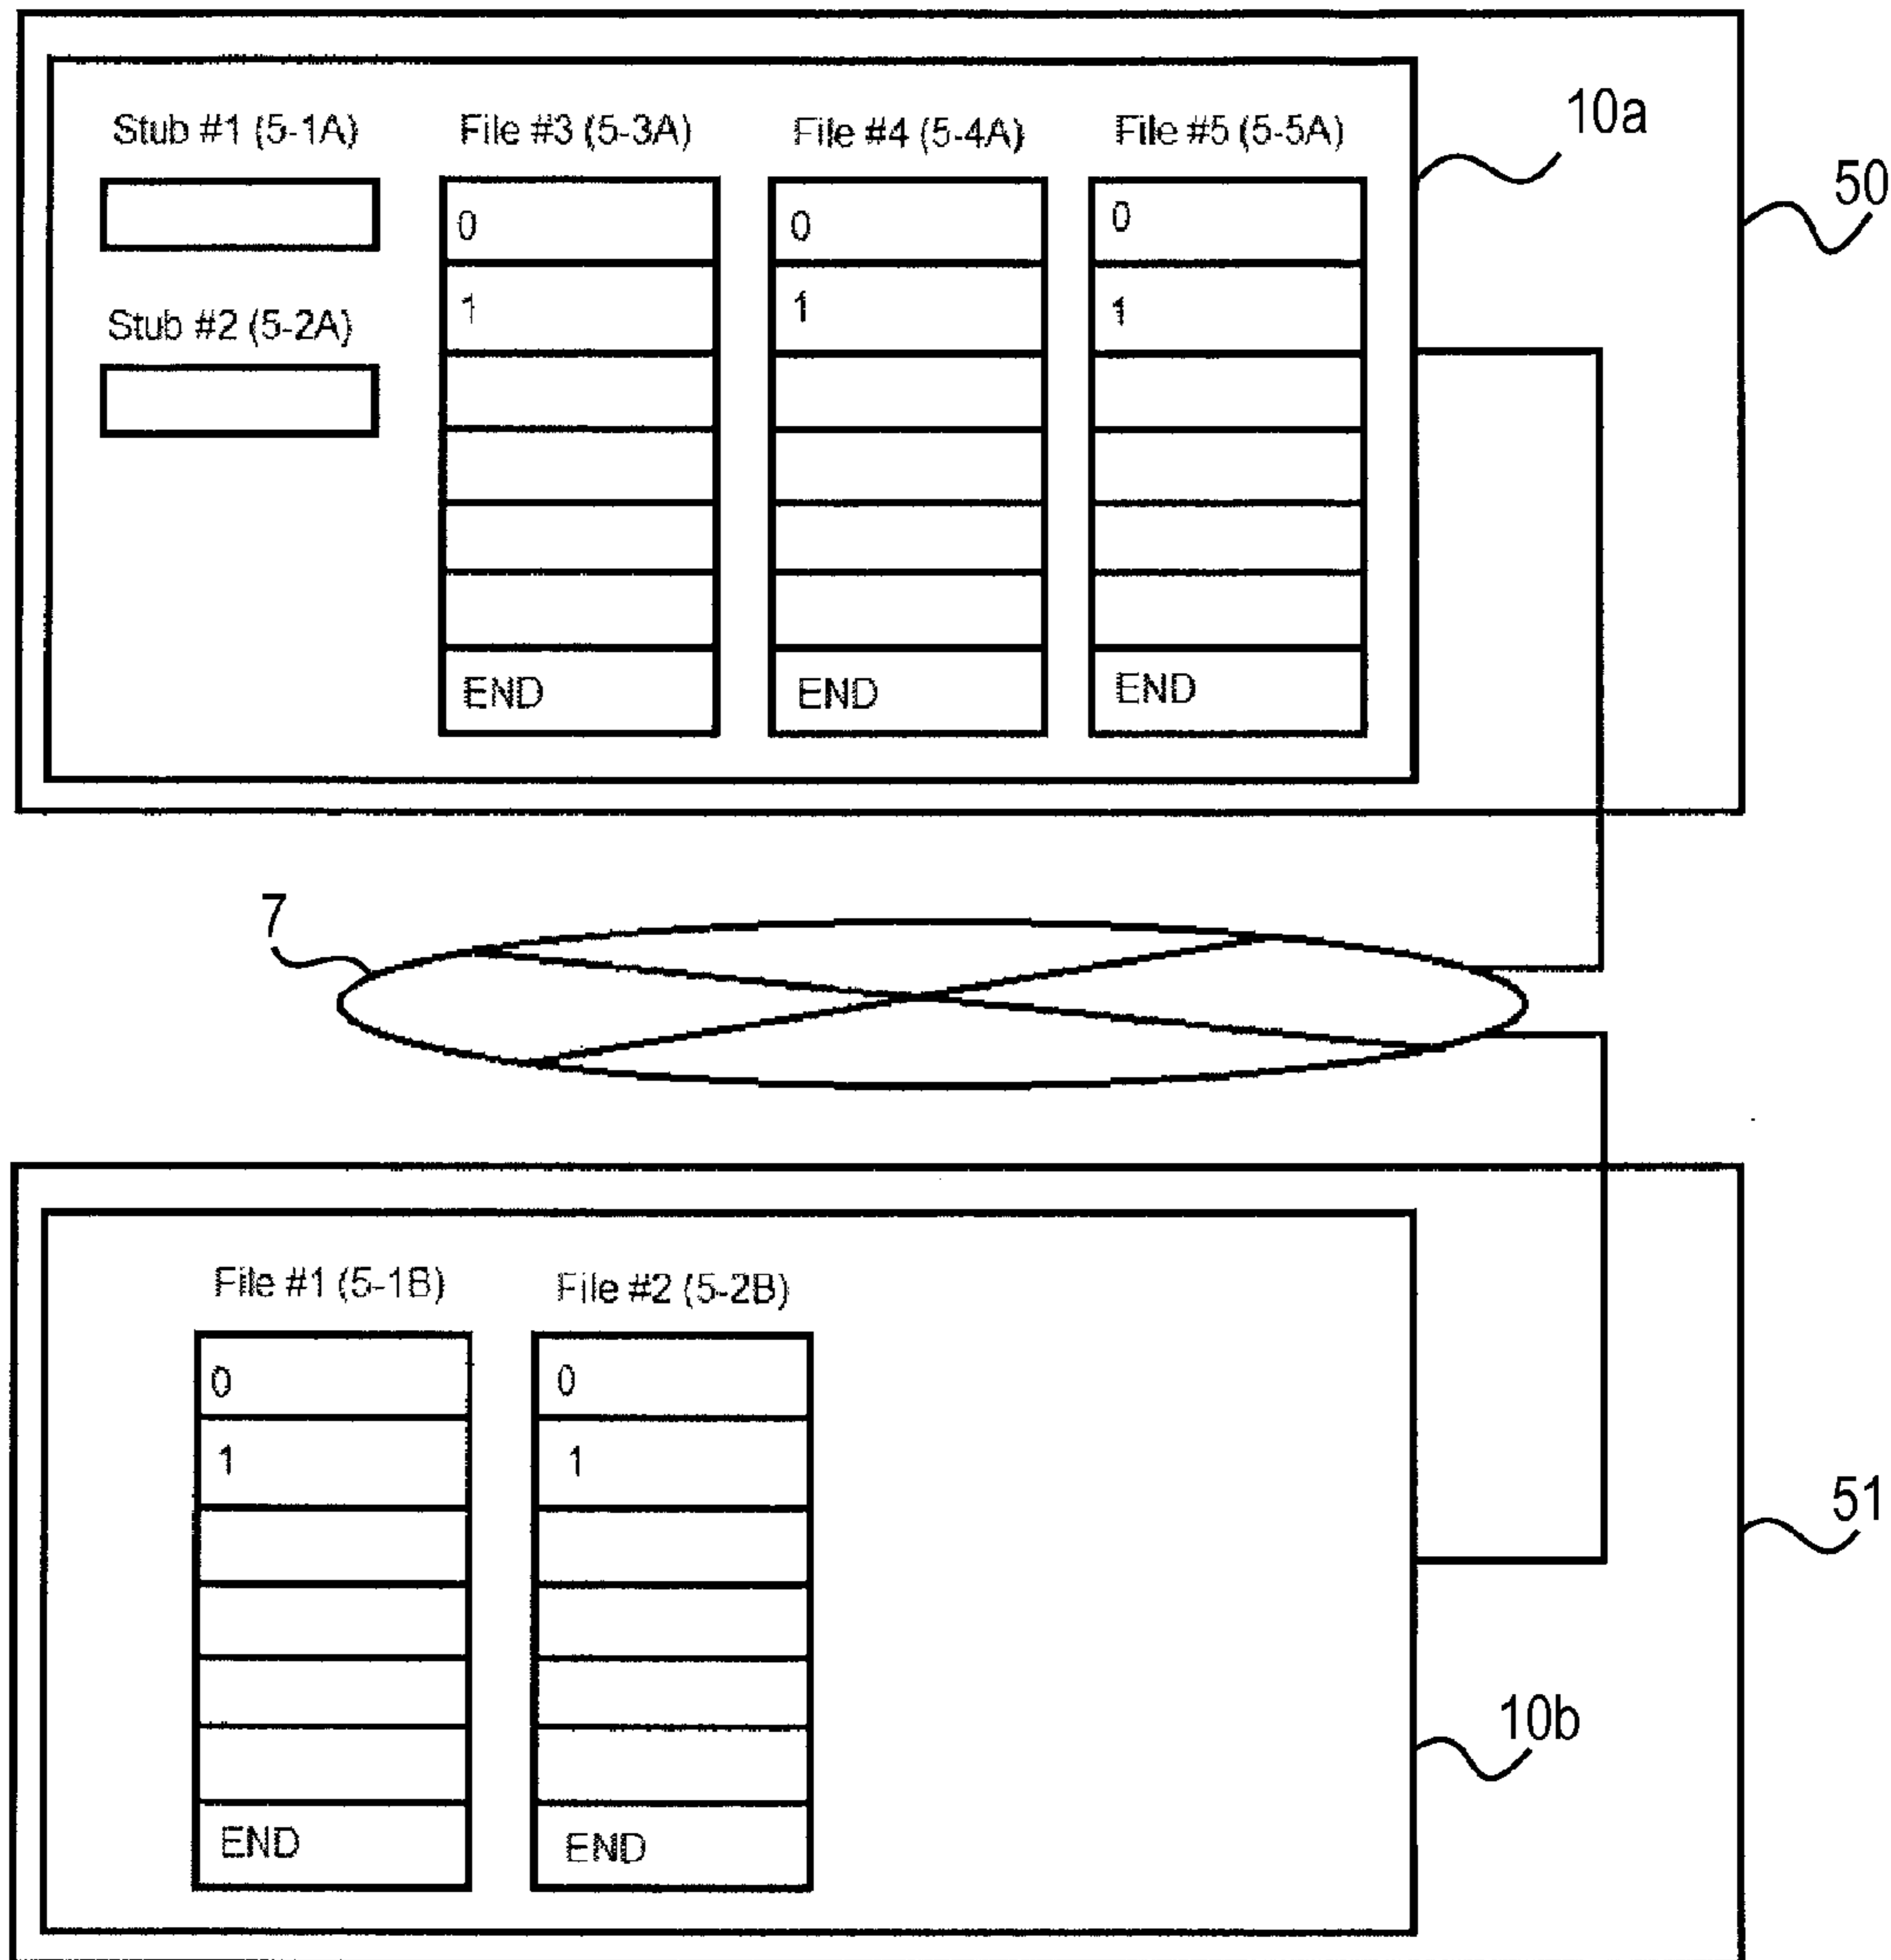 Stub #1 (5-1A)
File #3 (5-3A)
File #4 (5-4A)
File #5 (5-5A)
10a
50
0
0
0
1
1
1
Stub #2 (5-2A)
END
END
END
7
File #1 (5-1B)
File #2 (5-2B)
0
0
1
1
51
10b
END
END